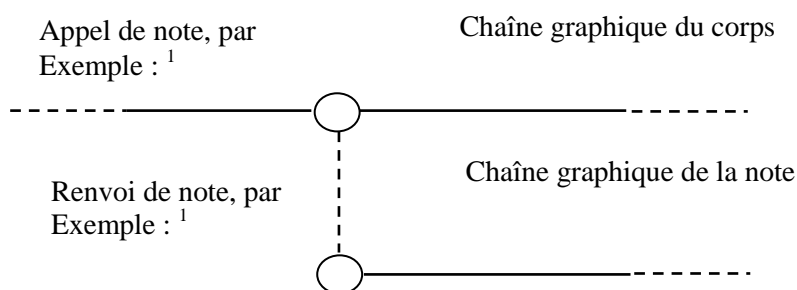 Appel de note, par
Exemple : ¹
Chaîne graphique du corps
Chaîne graphique de la note
Renvoi de note, par
Exemple : ¹